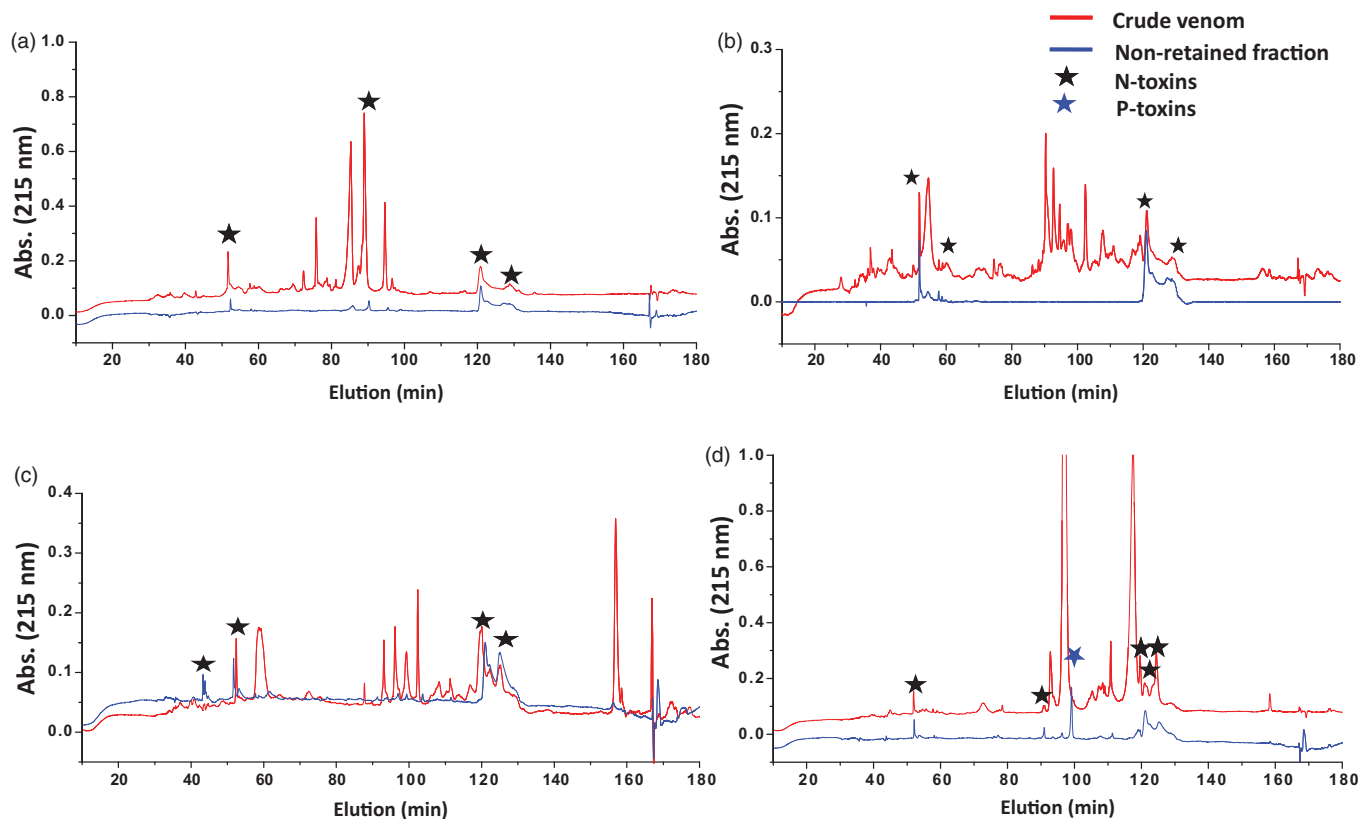 Crude venom
Non-retained fraction
N-toxins
P-toxins
(a)
Abs. (215 nm)
1.0
0.8
0.6
0.4
0.2
0.0
20 40 60 80 100 120 140 160 180
Elution (min)
(b)
Abs. (215 nm)
0.3
0.2
0.1
0.0
20 40 60 80 100 120 140 160 180
Elution (min)
(c)
Abs. (215 nm)
0.4
0.3
0.2
0.1
0.0
20 40 60 80 100 120 140 160 180
Elution (min)
(d)
Abs. (215 nm)
1.0
0.8
0.6
0.4
0.2
0.0
20 40 60 80 100 120 140 160 180
Elution (min)